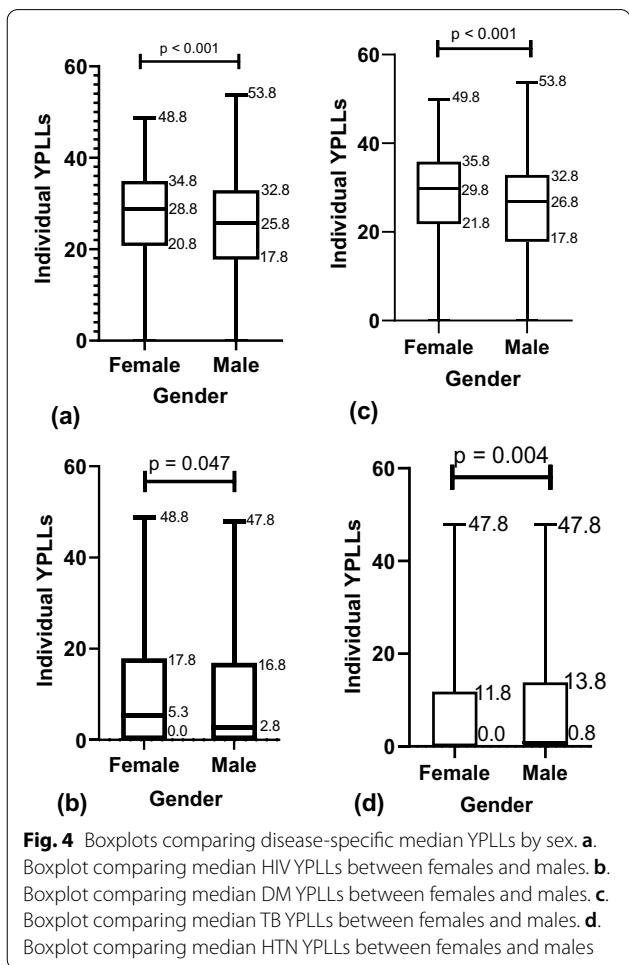 p < 0.001
60
40
20
0
Individual YPLLs
48.8
34.8
28.8
20.8
53.8
32.8
25.8
17.8
Female Male
Gender
(a)
p < 0.001
60
40
20
0
Individual YPLLs
49.8
35.8
29.8
21.8
53.8
32.8
26.8
17.8
Female Male
Gender
(c)
p = 0.047
60
40
20
0
Individual YPLLs
48.8
17.8
5.3
0.0
47.8
16.8
2.8
Female Male
Gender
(b)
p = 0.004
60
40
20
0
Individual YPLLs
47.8
11.8
0.0
47.8
13.8
0.8
Female Male
Gender
(d)
Fig. 4 Boxplots comparing disease-specific median YPLLs by sex. a.
Boxplot comparing median HIV YPLLs between females and males. b.
Boxplot comparing median DM YPLLs between females and males. c.
Boxplot comparing median TB YPLLs between females and males. d.
Boxplot comparing median HTN YPLLs between females and males